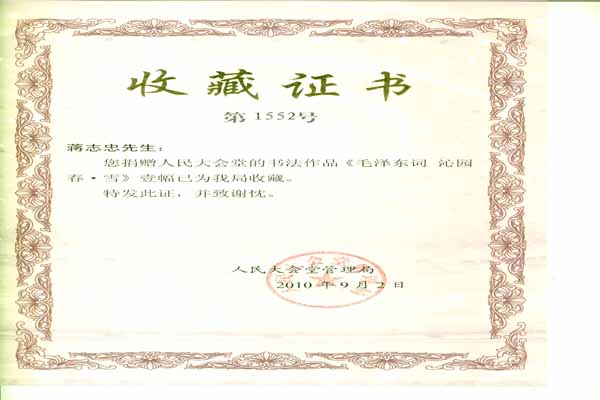 收藏证书
第1552号
蒋志忠先生：
您捐赠人民大会堂的书法作品《毛泽东词 沁园
春·雪》壹幅已为我局收藏。
特发此证，并致谢忱。
人民大会堂管理局
2010年9月2日